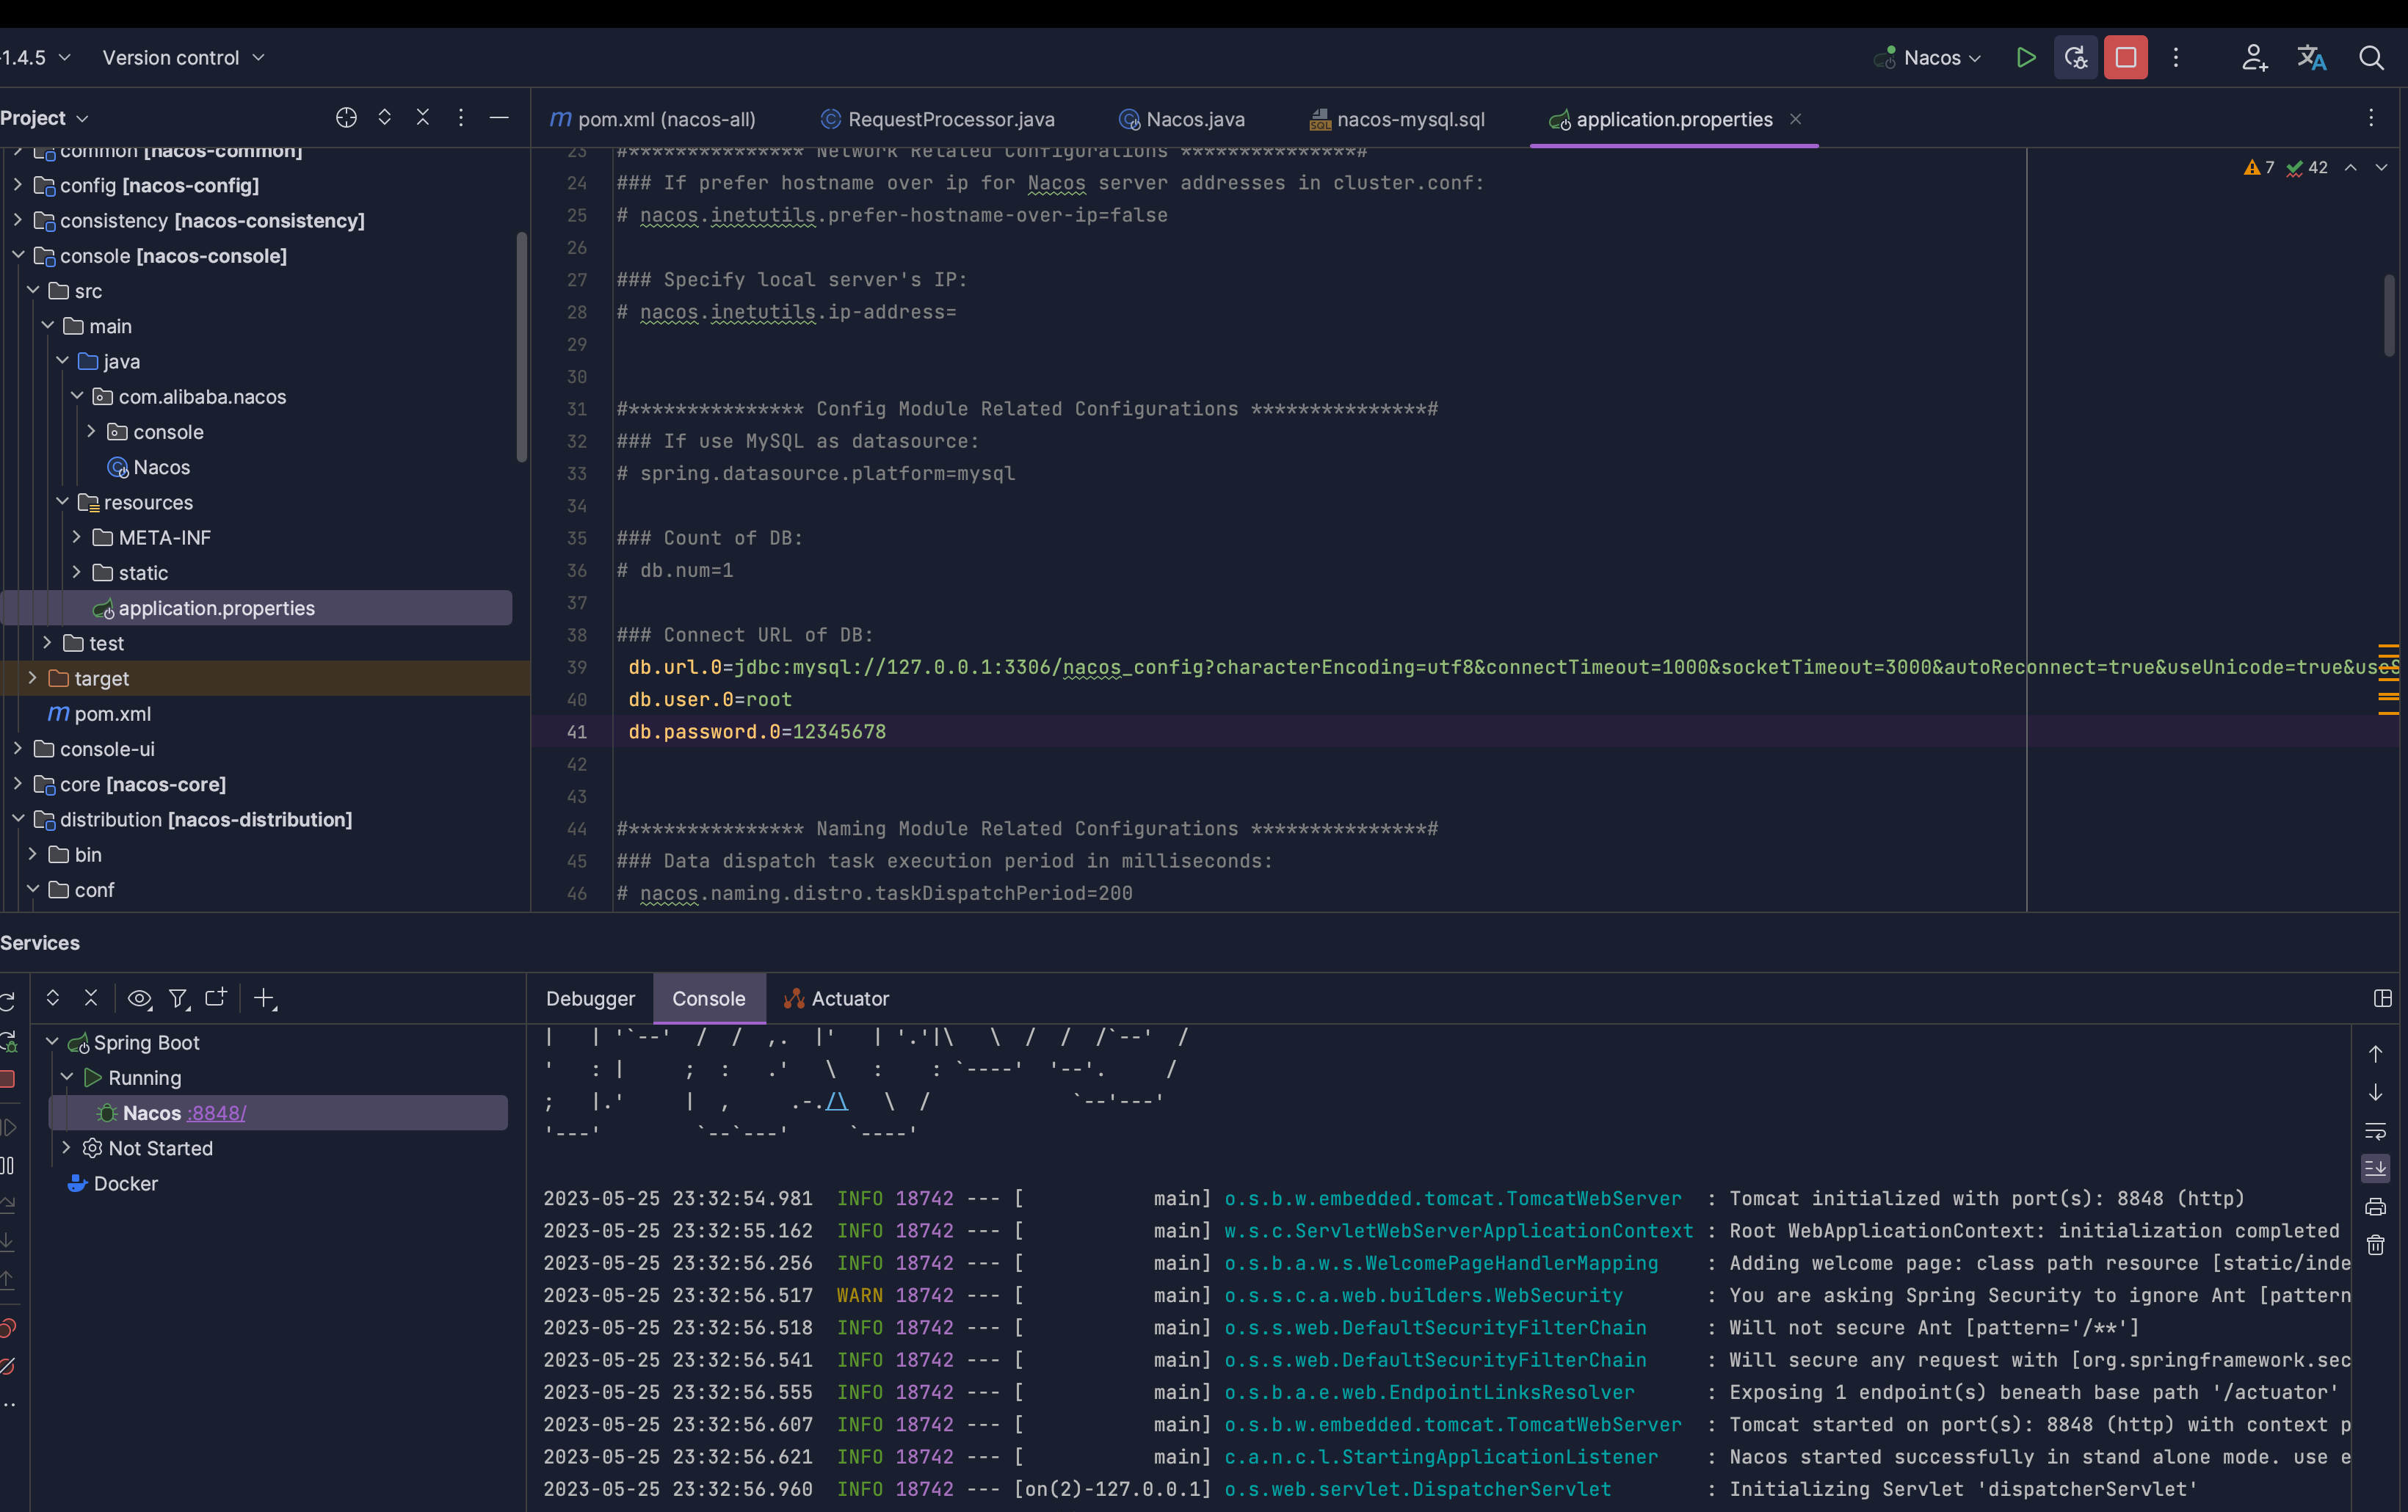 1.4.5 Version control Nacos
Project
pom.xml (nacos-all) RequestProcessor.java Nacos.java nacos-mysql.sql application.properties
7 42
common [nacos-common]
config [nacos-config]
consistency [nacos-consistency]
console [nacos-console]
src
main
java
com.alibaba.nacos
console
Nacos
resources
META-INF
static
application.properties
test
target
pom.xml
console-ui
core [nacos-core]
distribution [nacos-distribution]
bin
conf
23 #*************** Network Related Configurations ***************#
24 ### If prefer hostname over ip for Nacos server addresses in cluster.conf:
25 # nacos.inetutils.prefer-hostname-over-ip=false
26
27 ### Specify local server's IP:
28 # nacos.inetutils.ip-address=
29
30
31 #*************** Config Module Related Configurations ***************#
32 ### If use MySQL as datasource:
33 # spring.datasource.platform=mysql
34
35 ### Count of DB:
36 # db.num=1
37
38 ### Connect URL of DB:
39 db.url.0=jdbc:mysql://127.0.0.1:3306/nacos_config?characterEncoding=utf8&connectTimeout=1000&socketTimeout=3000&autoReconnect=true&useUnicode=true&useS
40 db.user.0=root
41 db.password.0=12345678
42
43
44 #*************** Naming Module Related Configurations ***************#
45 ### Data dispatch task execution period in milliseconds:
46 # nacos.naming.distro.taskDispatchPeriod=200
Services
Debugger Console Actuator
Spring Boot
Running
Nacos :8848/
Not Started
Docker
2023-05-25 23:32:54.981 INFO 18742 --- [ main] o.s.b.w.embedded.tomcat.TomcatWebServer : Tomcat initialized with port(s): 8848 (http)
2023-05-25 23:32:55.162 INFO 18742 --- [ main] w.s.c.ServletWebServerApplicationContext : Root WebApplicationContext: initialization completed
2023-05-25 23:32:56.256 INFO 18742 --- [ main] o.s.b.a.w.s.WelcomePageHandlerMapping : Adding welcome page: class path resource [static/inde
2023-05-25 23:32:56.517 WARN 18742 --- [ main] o.s.s.c.a.web.builders.WebSecurity : You are asking Spring Security to ignore Ant [pattern
2023-05-25 23:32:56.518 INFO 18742 --- [ main] o.s.s.web.DefaultSecurityFilterChain : Will not secure Ant [pattern='/**']
2023-05-25 23:32:56.541 INFO 18742 --- [ main] o.s.s.web.DefaultSecurityFilterChain : Will secure any request with [org.springframework.sec
2023-05-25 23:32:56.555 INFO 18742 --- [ main] o.s.b.a.e.web.EndpointLinksResolver : Exposing 1 endpoint(s) beneath base path '/actuator'
2023-05-25 23:32:56.607 INFO 18742 --- [ main] o.s.b.w.embedded.tomcat.TomcatWebServer : Tomcat started on port(s): 8848 (http) with context p
2023-05-25 23:32:56.621 INFO 18742 --- [ main] c.a.n.c.l.StartingApplicationListener : Nacos started successfully in stand alone mode. use e
2023-05-25 23:32:56.960 INFO 18742 --- [on(2)-127.0.0.1] o.s.web.servlet.DispatcherServlet : Initializing Servlet 'dispatcherServlet'